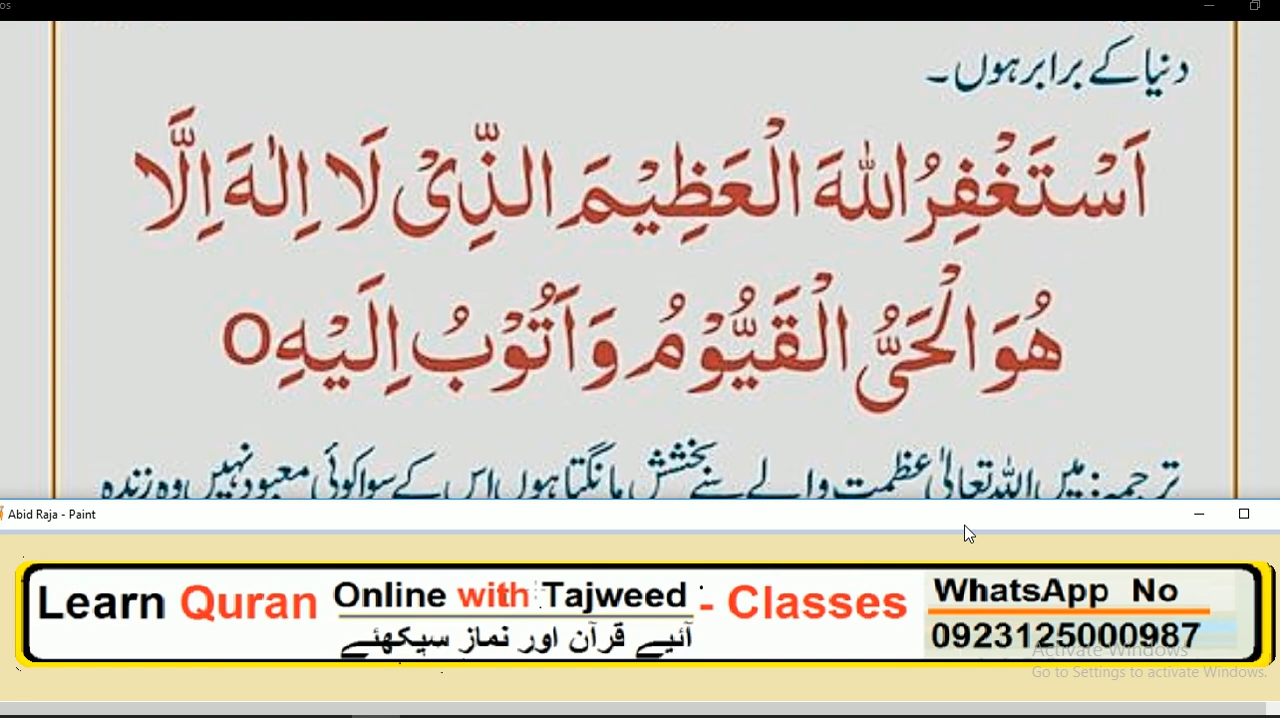 os
دنیا کے برابر ہوں۔
اَسْتَغْفِرُ اللهَ الْعَظِيْمَ الَّذِىْ لَا اِلٰهَ اِلَّا
هُوَ الْحَىُّ الْقَيُّوْمُ وَاَتُوْبُ اِلَيْهِ O
ترجمہ: میں اللہ تعالیٰ عظمت والے سے بخشش مانگتا ہوں اس کے سوا کوئی معبود نہیں وہ زندہ
Abid Raja - Paint
Learn Quran Online with Tajweed - Classes
آئیے قرآن اور نماز سیکھئے
WhatsApp No
0923125000987
Activate Windows
Go to Settings to activate Windows.